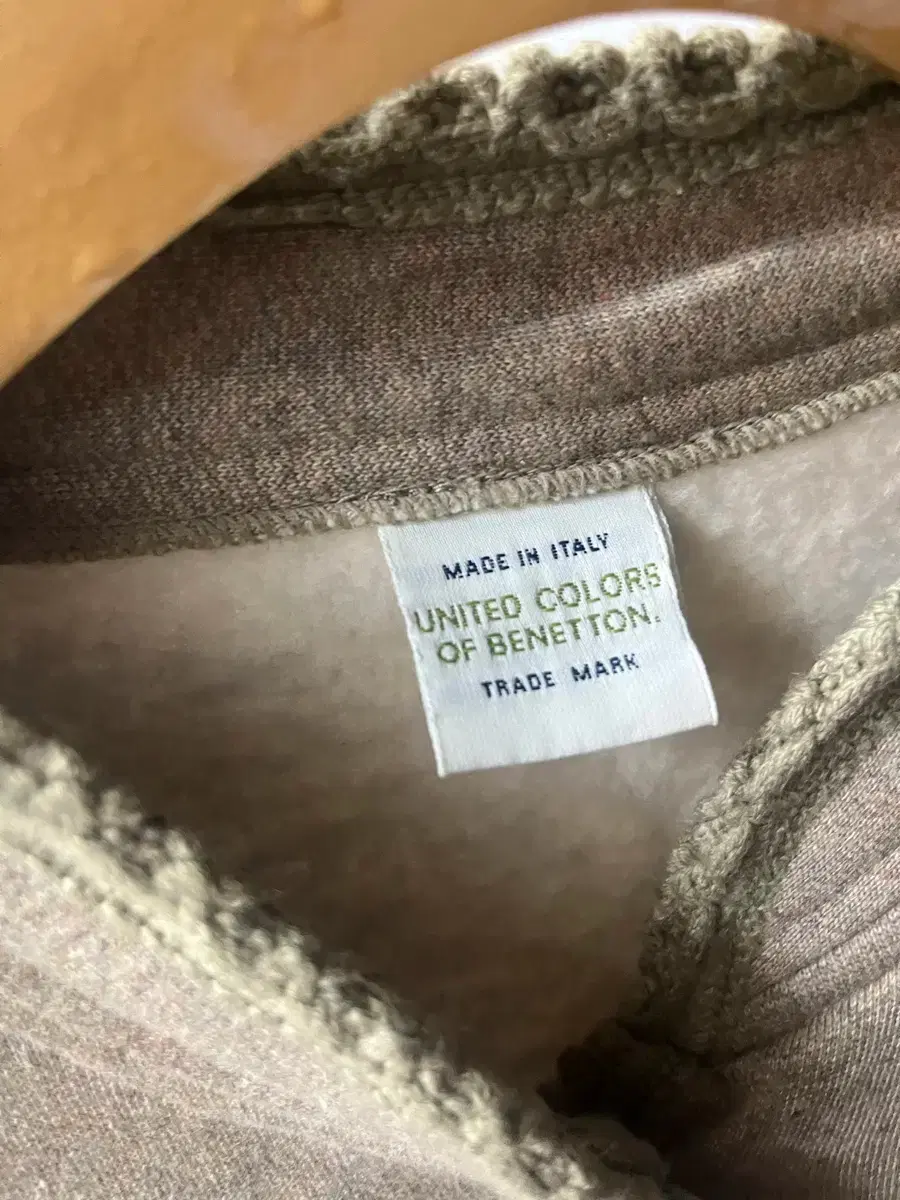 MADE IN ITALY
UNITED COLORS
OF BENETTON.
TRADE MARK